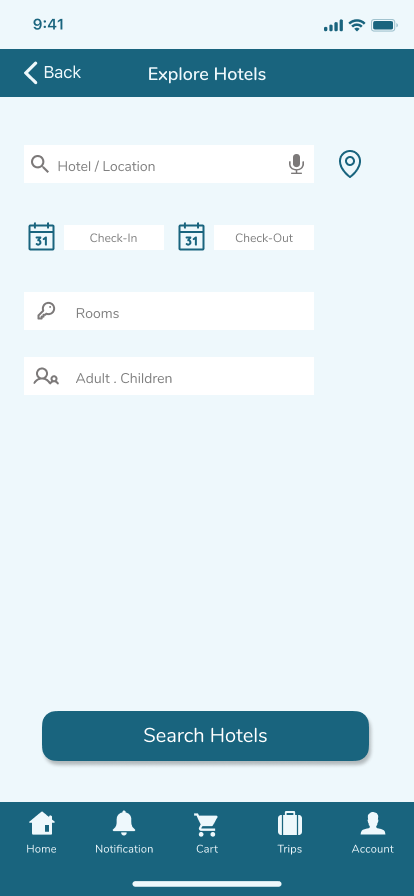 9:41
Back
Explore Hotels
Hotel / Location
31
Check-In
31
Check-Out
Rooms
Adult . Children
Search Hotels
Home
Notification
Cart
Trips
Account